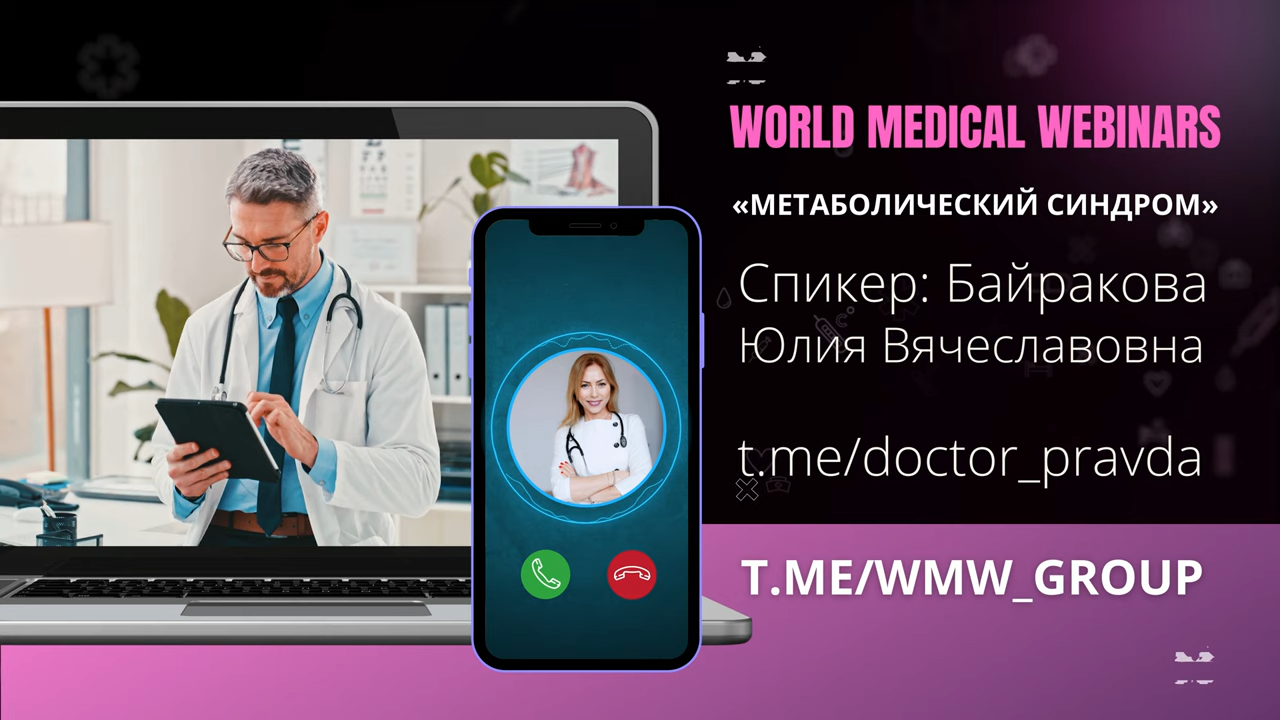 WORLD MEDICAL WEBINARS
«МЕТАБОЛИЧЕСКИЙ СИНДРОМ»
Спикер: Байракова
Юлия Вячеславовна
t.me/doctor_pravda
T.ME/WMW_GROUP